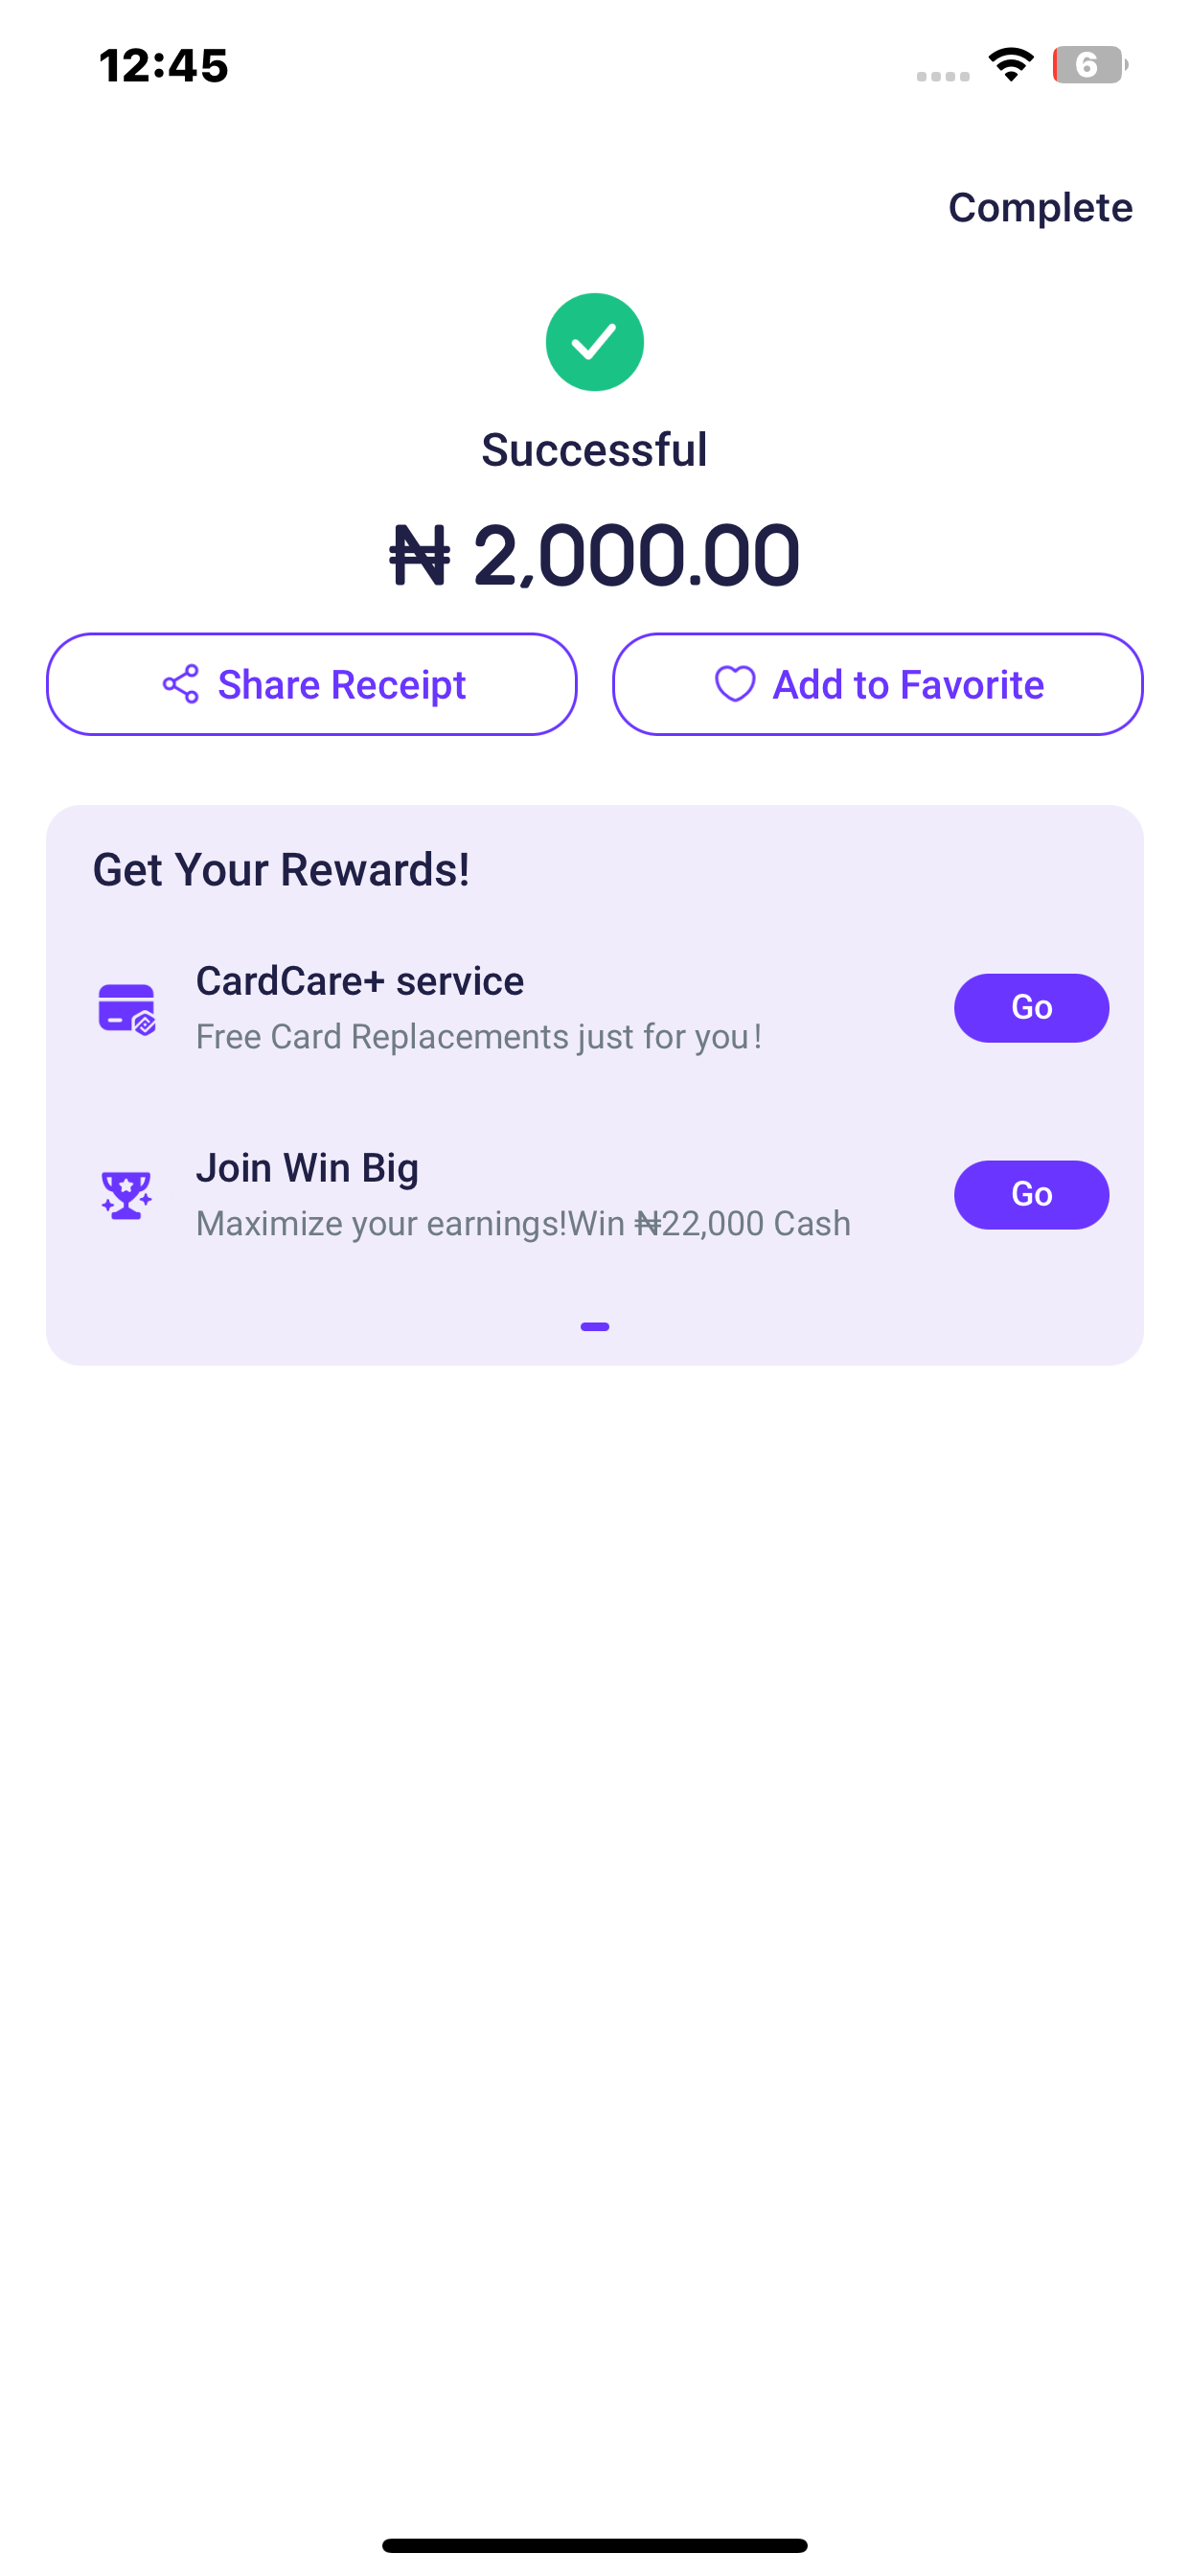 12:45
6
Complete
Successful
₦ 2,000.00
Share Receipt
Add to Favorite
Get Your Rewards!
CardCare+ service
Free Card Replacements just for you!
Go
Join Win Big
Maximize your earnings!Win ₦22,000 Cash
Go